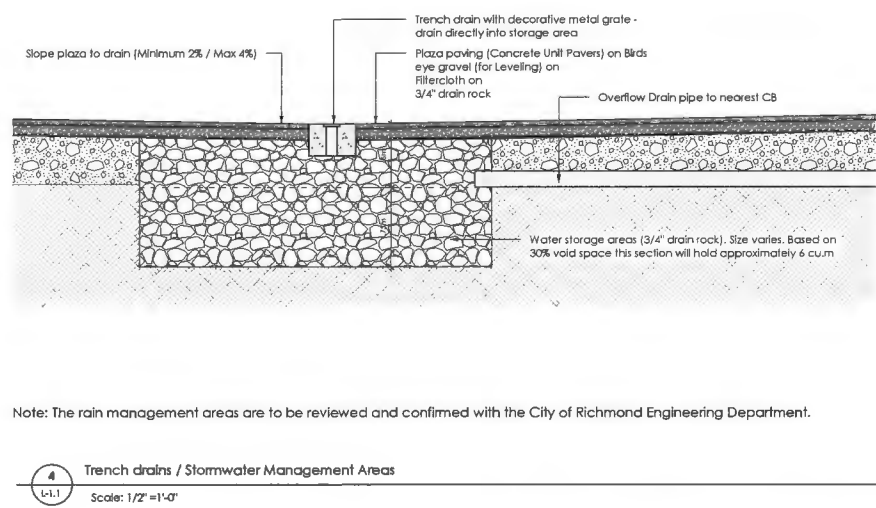 Trench drain with decorative metal grate -
drain directly into storage area
Slope plaza to drain (Minimum 2% / Max 4%)
Plaza paving (Concrete Unit Pavers) on Birds
eye gravel (for Leveling) on
Filtercloth on
3/4" drain rock
Overflow Drain pipe to nearest CB
Water storage areas (3/4" drain rock). Size varies. Based on
30% void space this section will hold approximately 6 cu.m
Note: The rain management areas are to be reviewed and confirmed with the City of Richmond Engineering Department.
4
L-1.1
Trench drains / Stormwater Management Areas
Scale: 1/2" =1'-0"